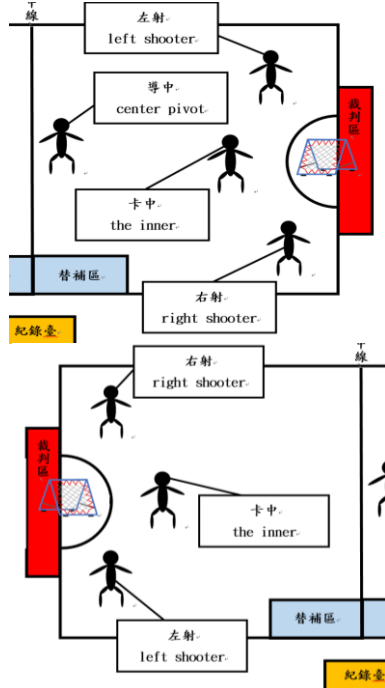 線
左射
left shooter
導中
center pivot
裁判區
卡中
the inner
替補區
右射
right shooter
紀錄臺
右射
right shooter
線
裁判區
卡中
the inner
左射
left shooter
替補區
紀錄臺